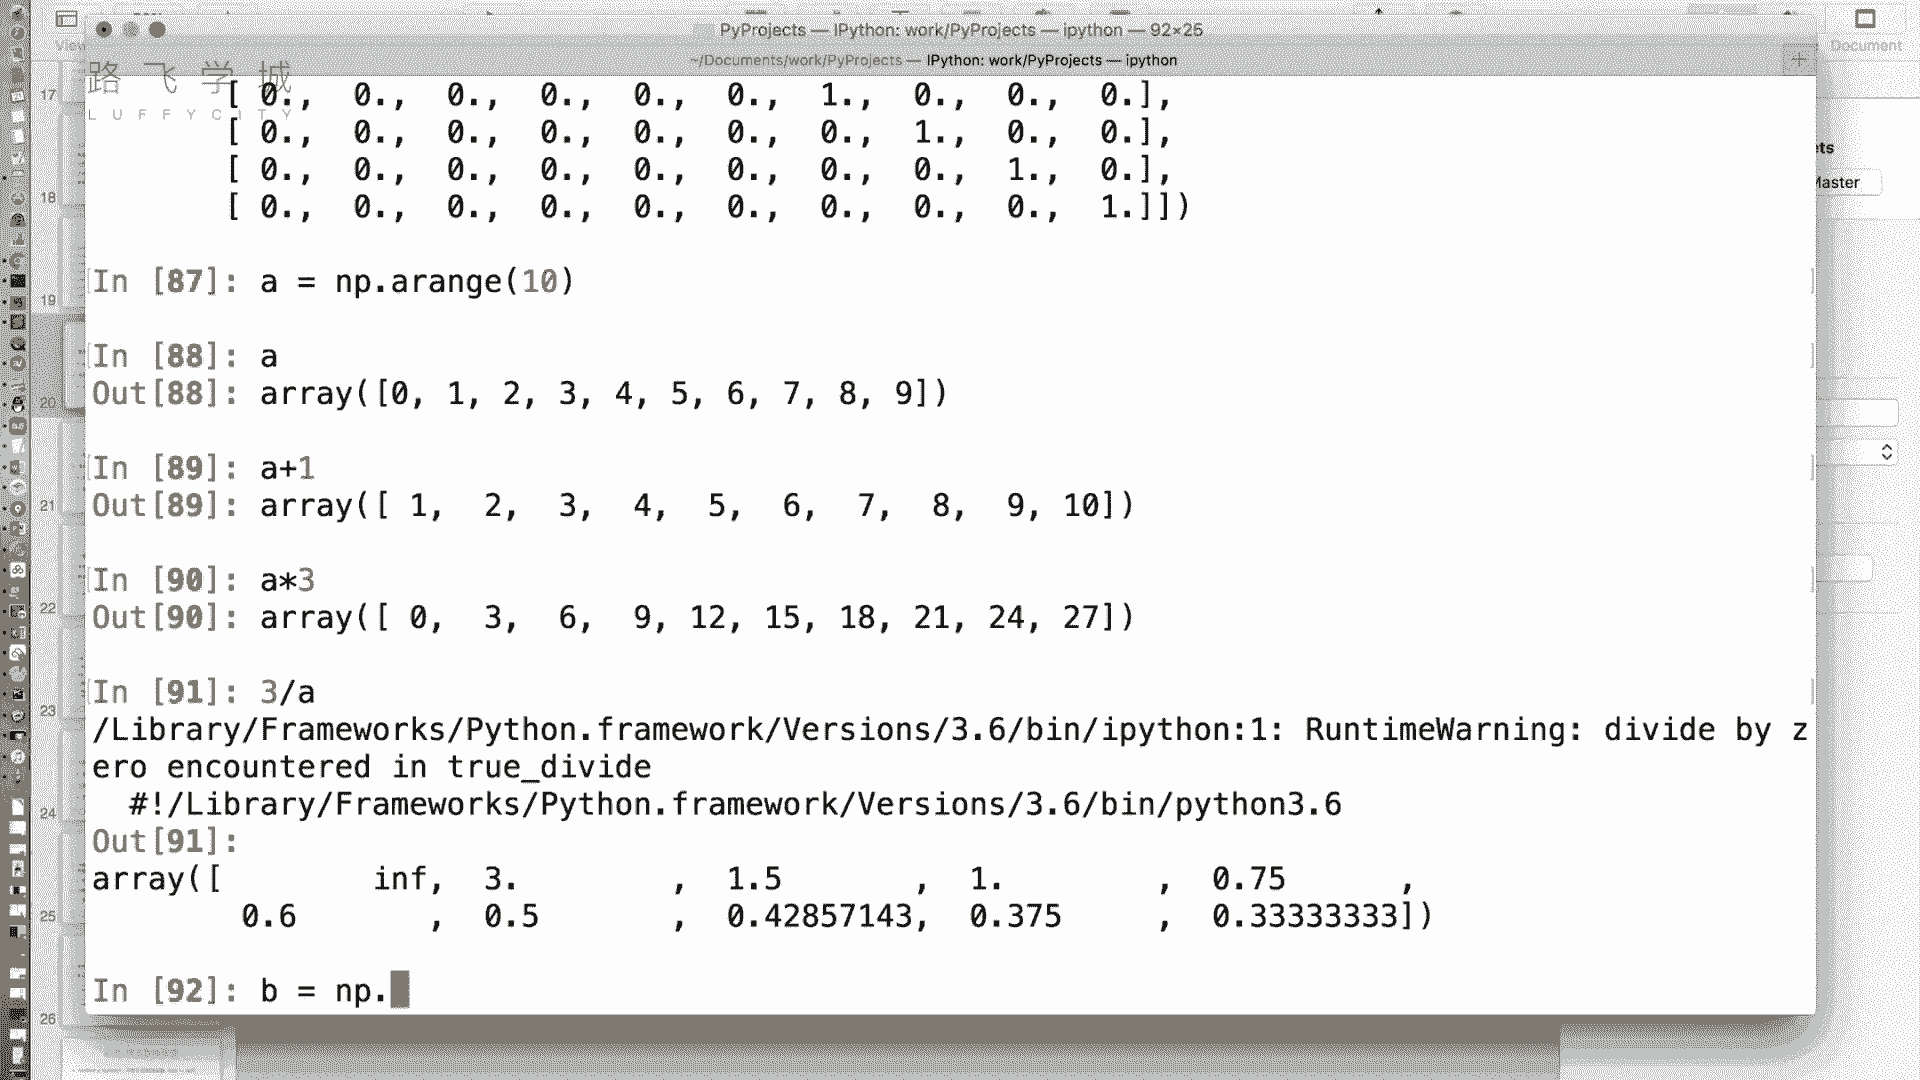 View
Document
PyProjects — IPython: work/PyProjects — ipython — 92×25
~/Documents/work/PyProjects —
IPython: work/PyProjects — ipython
路 飞 学 城
L U F F Y C I T Y
[ 0., 0., 0., 0., 0., 0., 1., 0., 0., 0.],
[ 0., 0., 0., 0., 0., 0., 0., 1., 0., 0.],
[ 0., 0., 0., 0., 0., 0., 0., 0., 1., 0.],
[ 0., 0., 0., 0., 0., 0., 0., 0., 0., 1.]])
In [87]: a = np.arange(10)
In [88]: a
Out[88]: array([0, 1, 2, 3, 4, 5, 6, 7, 8, 9])
In [89]: a+1
Out[89]: array([ 1, 2, 3, 4, 5, 6, 7, 8, 9, 10])
In [90]: a*3
Out[90]: array([ 0, 3, 6, 9, 12, 15, 18, 21, 24, 27])
In [91]: 3/a
/Library/Frameworks/Python.framework/Versions/3.6/bin/ipython:1: RuntimeWarning: divide by z
ero encountered in true_divide
#!/Library/Frameworks/Python.framework/Versions/3.6/bin/python3.6
Out[91]:
array([ inf, 3. , 1.5 , 1. , 0.75 ,
0.6 , 0.5 , 0.42857143, 0.375 , 0.33333333])
In [92]: b = np.
17
18
19
20
21
22
23
24
25
26
ets
Master